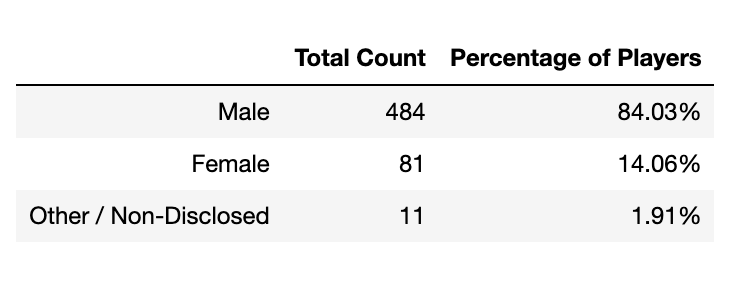 Total Count Percentage of Players
Male 484 84.03%
Female 81 14.06%
Other / Non-Disclosed 11 1.91%